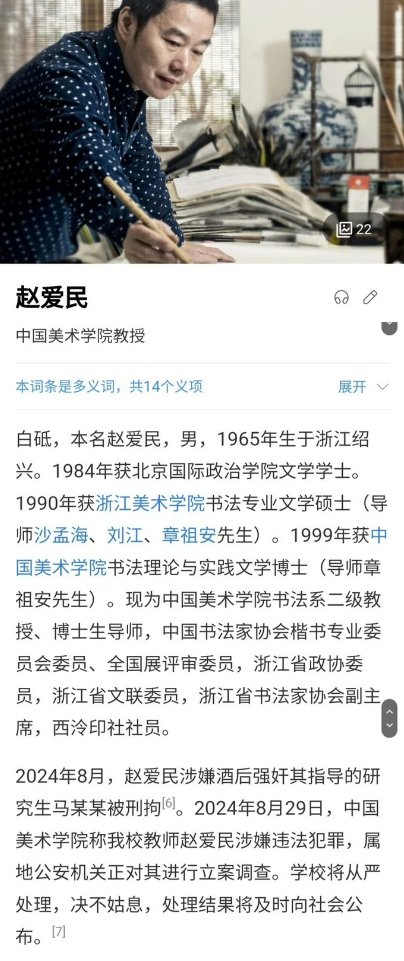 22
赵爱民
中国美术学院教授
本词条是多义词，共14个义项
展开
白砥，本名赵爱民，男，1965年生于浙江绍
兴。1984年获北京国际政治学院文学学士。
1990年获浙江美术学院书法专业文学硕士（导
师沙孟海、刘江、章祖安先生）。1999年获中
国美术学院书法理论与实践文学博士（导师章
祖安先生）。现为中国美术学院书法系二级教
授、博士生导师，中国书法家协会楷书专业委
员会委员、全国展评审委员，浙江省政协委
员，浙江省文联委员，浙江省书法家协会副主
席，西泠印社社员。
2024年8月，赵爱民涉嫌酒后强奸其指导的研
究生马某某被刑拘[6]。2024年8月29日，中国
美术学院称我校教师赵爱民涉嫌违法犯罪，属
地公安机关正对其进行立案调查。学校将从严
处理，决不姑息，处理结果将及时向社会公
布。[7]